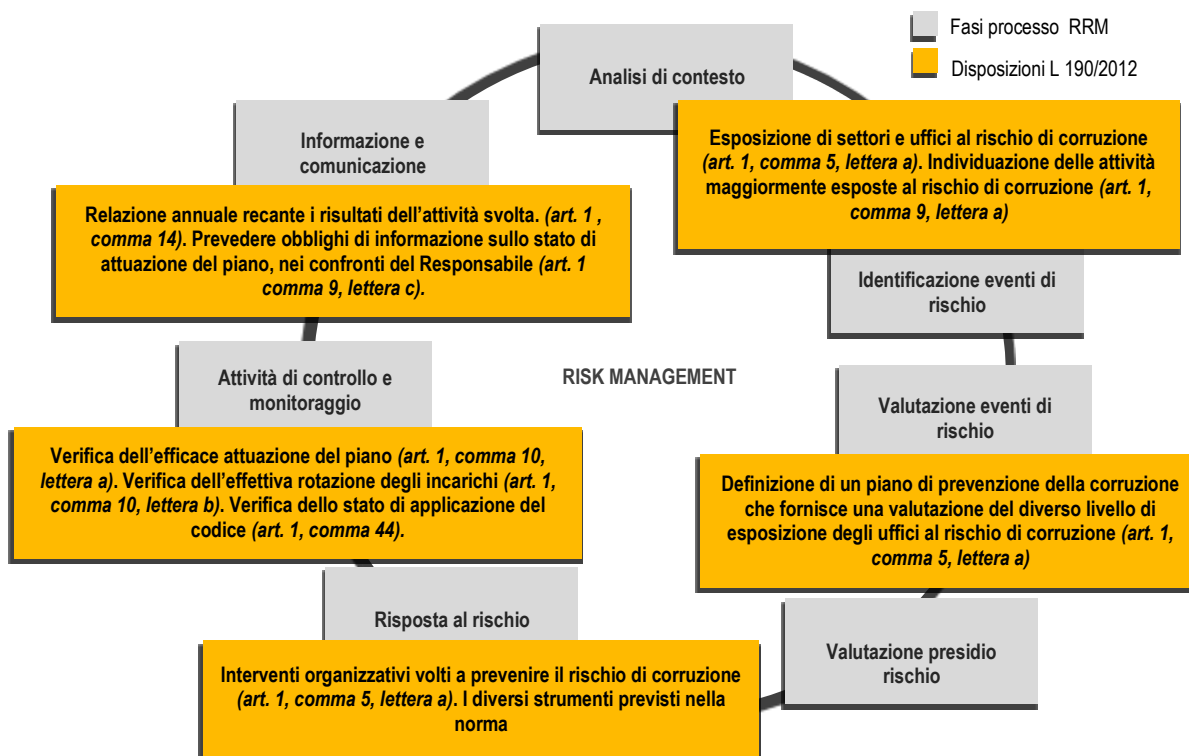 Fasi processo RRM
Disposizioni L 190/2012
Analisi di contesto
Esposizione di settori e uffici al rischio di corruzione
(art. 1, comma 5, lettera a). Individuazione delle attività
maggiormente esposte al rischio di corruzione (art. 1,
comma 9, lettera a)
Identificazione eventi di
rischio
Valutazione eventi di
rischio
Definizione di un piano di prevenzione della corruzione
che fornisce una valutazione del diverso livello di
esposizione degli uffici al rischio di corruzione (art. 1,
comma 5, lettera a)
Valutazione presidio
rischio
Risposta al rischio
Interventi organizzativi volti a prevenire il rischio di corruzione
(art. 1, comma 5, lettera a). I diversi strumenti previsti nella
norma
Attività di controllo e
monitoraggio
Verifica dell’efficace attuazione del piano (art. 1, comma 10,
lettera a). Verifica dell’effettiva rotazione degli incarichi (art. 1,
comma 10, lettera b). Verifica dello stato di applicazione del
codice (art. 1, comma 44).
Informazione e
comunicazione
Relazione annuale recante i risultati dell’attività svolta. (art. 1 ,
comma 14). Prevedere obblighi di informazione sullo stato di
attuazione del piano, nei confronti del Responsabile (art. 1
comma 9, lettera c).
RISK MANAGEMENT